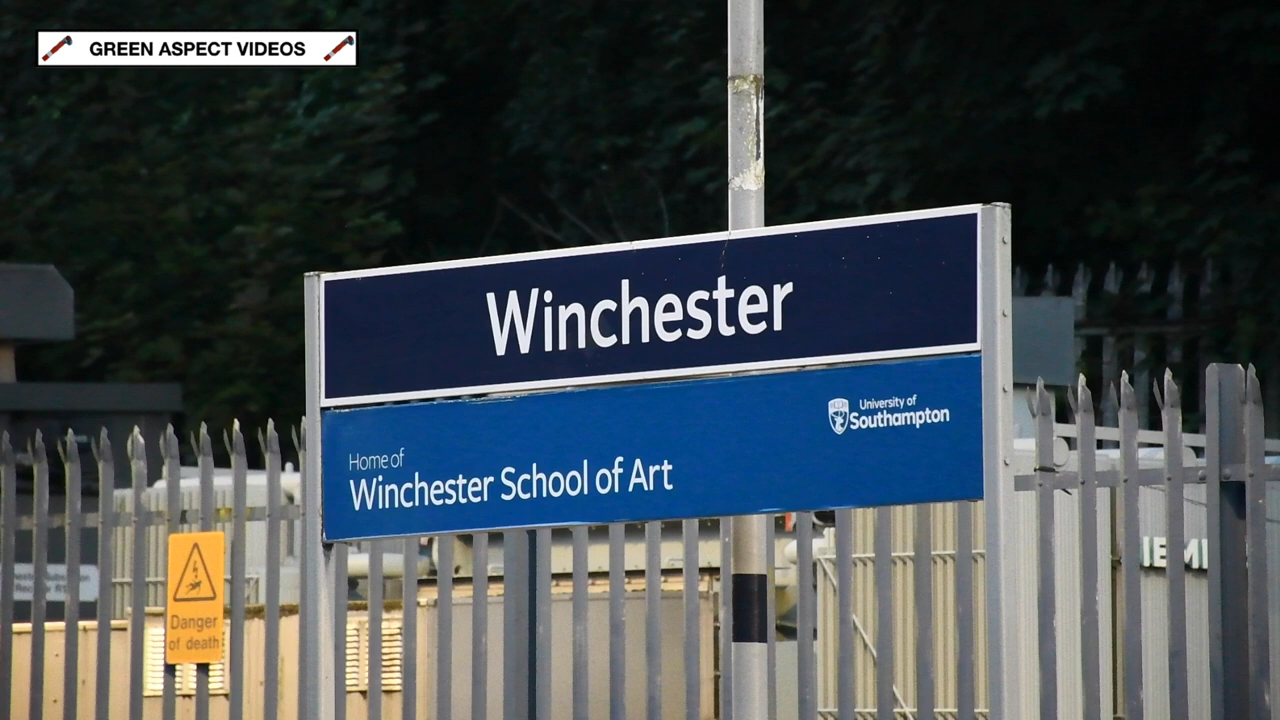 GREEN ASPECT VIDEOS
Winchester
University of
Southampton
Home of
Winchester School of Art
Danger
of death